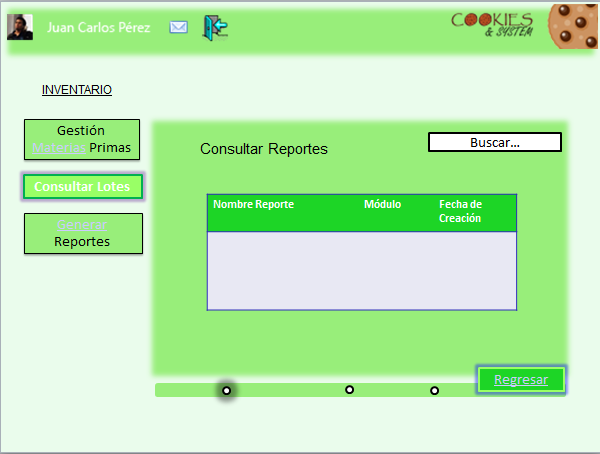 Juan Carlos Pérez
COOKIES
& SYSTEM
INVENTARIO
Gestión
Materias Primas
Consultar Lotes
Generar
Reportes
Consultar Reportes
Buscar...
Nombre Reporte Módulo Fecha de
Creación
Regresar